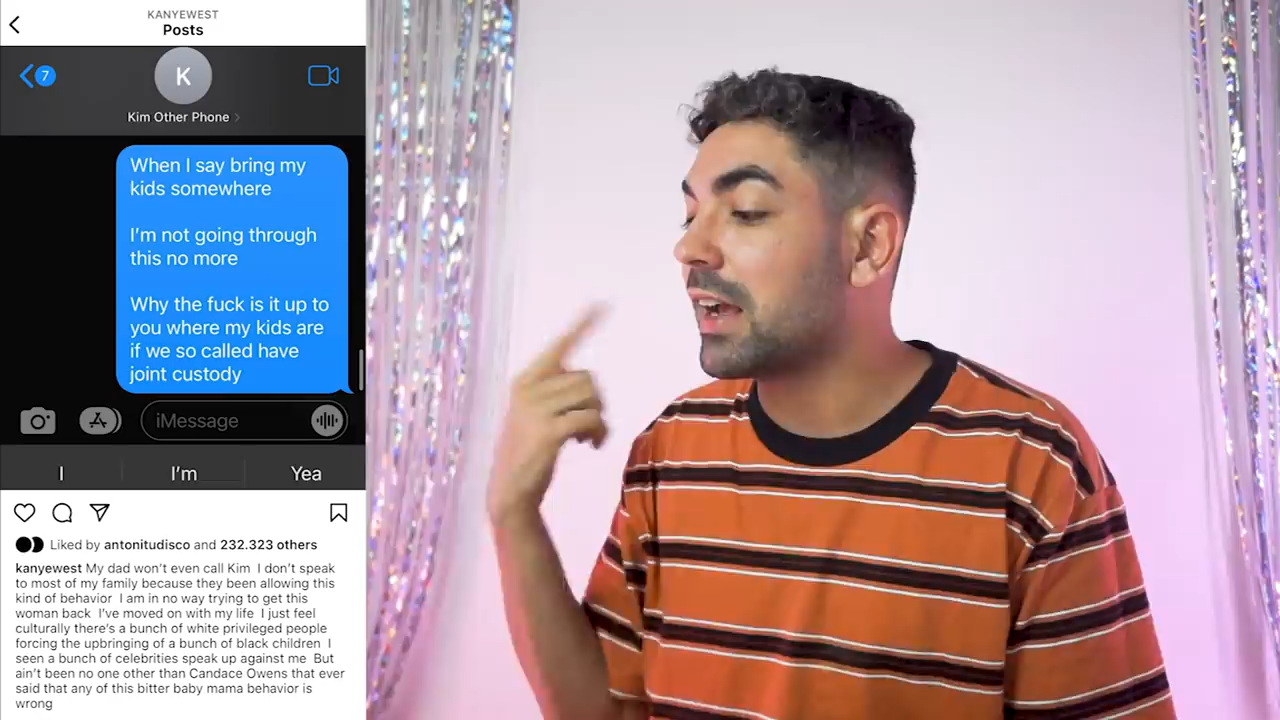 KANYEWEST
Posts
7
K
Kim Other Phone
When I say bring my
kids somewhere
I'm not going through
this no more
Why the fuck is it up to
you where my kids are
if we so called have
joint custody
iMessage
I
I'm
Yea
Liked by antonitudisco and 232.323 others
kanyewest My dad won't even call Kim I don't speak
to most of my family because they been allowing this
kind of behavior I am in no way trying to get this
woman back I've moved on with my life I just feel
culturally there's a bunch of white privileged people
forcing the upbringing of a bunch of black children I
seen a bunch of celebrities speak up against me But
ain't been no one other than Candace Owens that ever
said that any of this bitter baby mama behavior is
wrong